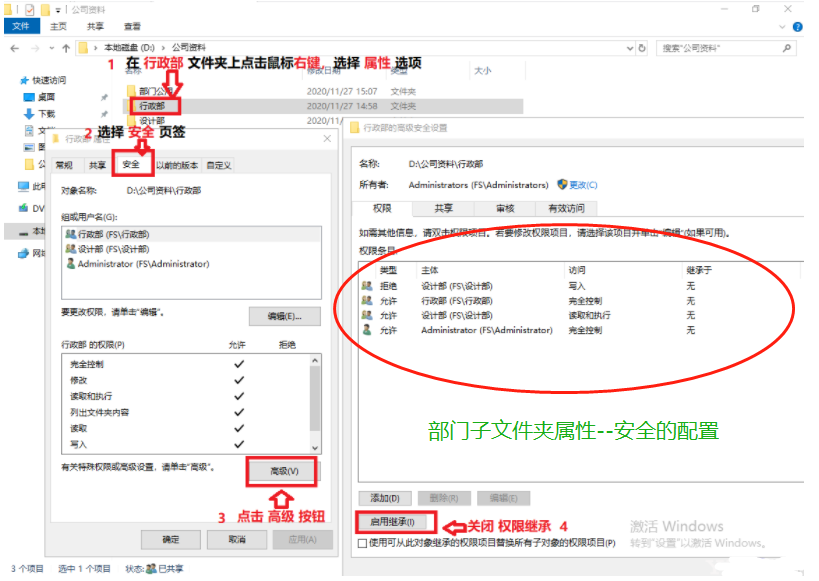 公司资料
文件 主页 共享 查看
本地磁盘 (D:) › 公司资料
搜索"公司资料"
1 在 行政部 文件夹上点击鼠标右键，选择 属性 选项
修改日期 类型 大小
快速访问
桌面
下载
部门公用 2020/11/27 15:07 文件夹
行政部 2020/11/27 14:58 文件夹
设计部 2020/11/
2 选择 安全 页签
行政部 属性
常规 共享 安全 以前的版本 自定义
对象名称: D:\公司资料\行政部
组或用户名(G):
行政部 (FS\行政部)
设计部 (FS\设计部)
Administrator (FS\Administrator)
要更改权限，请单击"编辑"。
编辑(E)...
行政部 的权限(P) 允许 拒绝
完全控制
修改
读取和执行
列出文件夹内容
读取
写入
有关特殊权限或高级设置，请单击"高级"。
高级(V)
3 点击 高级 按钮
确定 取消 应用(A)
3 个项目 选中 1 个项目 状态: 已共享
此电
DV
本地
网络
行政部的高级安全设置
名称: D:\公司资料\行政部
所有者: Administrators (FS\Administrators) 更改(C)
权限 共享 审核 有效访问
如需其他信息，请双击权限项目。若要修改权限项目，请选择该项目并单击"编辑"(如果可用)。
权限条目:
类型 主体 访问 继承于
拒绝 设计部 (FS\设计部) 写入 无
允许 行政部 (FS\行政部) 完全控制 无
允许 设计部 (FS\设计部) 读取和执行 无
允许 Administrator (FS\Administrator) 完全控制 无
部门子文件夹属性--安全的配置
添加(D) 删除(R) 编辑(E)
启用继承(I)
关闭 权限继承 4
使用可从此对象继承的权限项目替换所有子对象的权限项目(P)
激活 Windows
转到"设置"以激活 Windows。